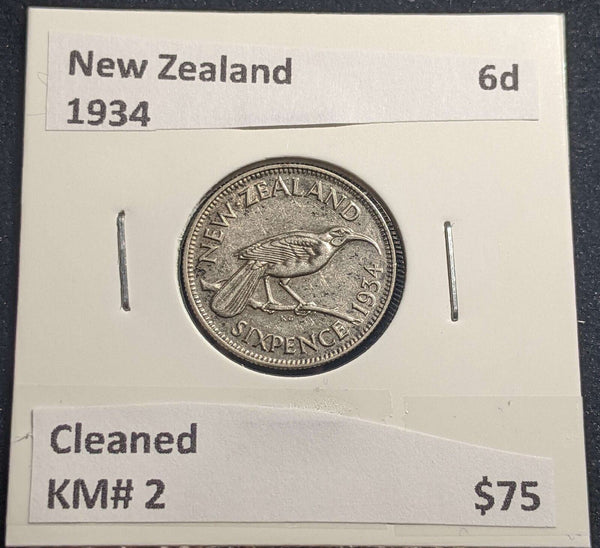 New Zealand 6d
1934
NEW·ZEALAND
1934
SIXPENCE
Cleaned
KM# 2 $75